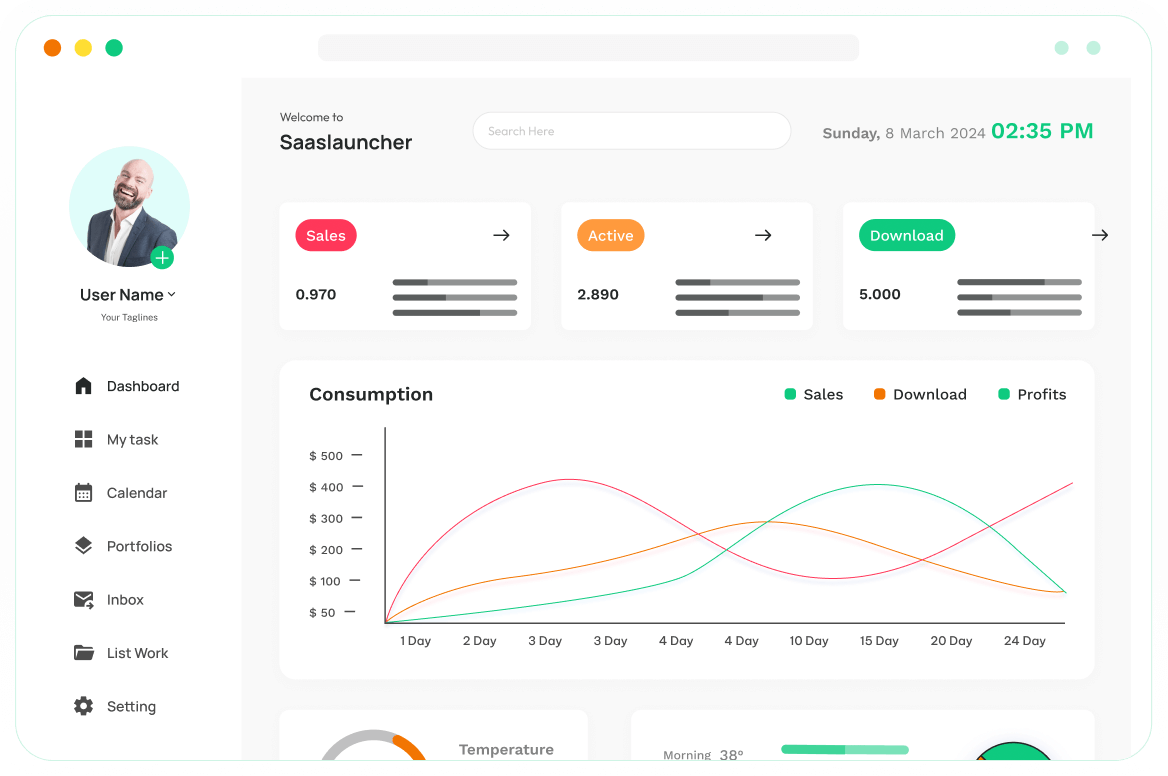 Welcome to
Saaslauncher
Search Here
Sunday, 8 March 2024 02:35 PM
User Name
Your Taglines
Dashboard
My task
Calendar
Portfolios
Inbox
List Work
Setting
Sales
0.970
Active
2.890
Download
5.000
Consumption
Sales
Download
Profits
$ 500
$ 400
$ 300
$ 200
$ 100
$ 50
1 Day 2 Day 3 Day 3 Day 4 Day 4 Day 10 Day 15 Day 20 Day 24 Day
Temperature
Morning 38°